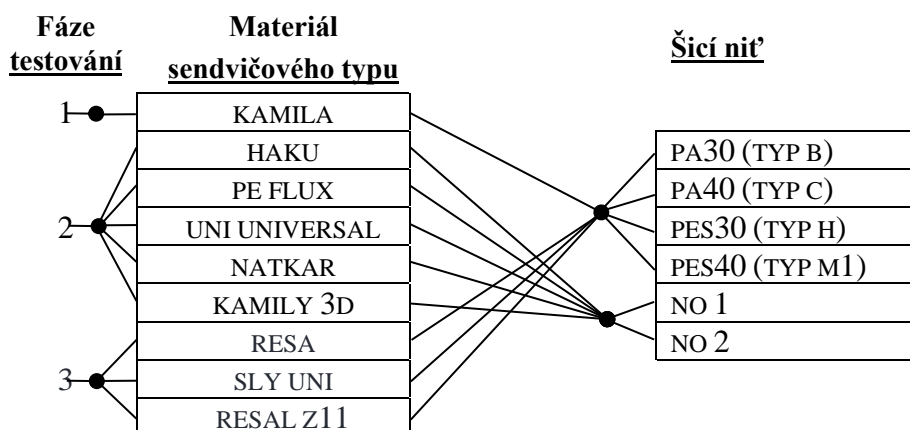 Fáze
testování
Materiál
sendvičového typu
Šicí niť
1
2
3
KAMILA
HAKU
PE FLUX
UNI UNIVERSAL
NATKAR
KAMILY 3D
RESA
SLY UNI
RESAL Z11
PA30 (TYP B)
PA40 (TYP C)
PES30 (TYP H)
PES40 (TYP M1)
NO 1
NO 2